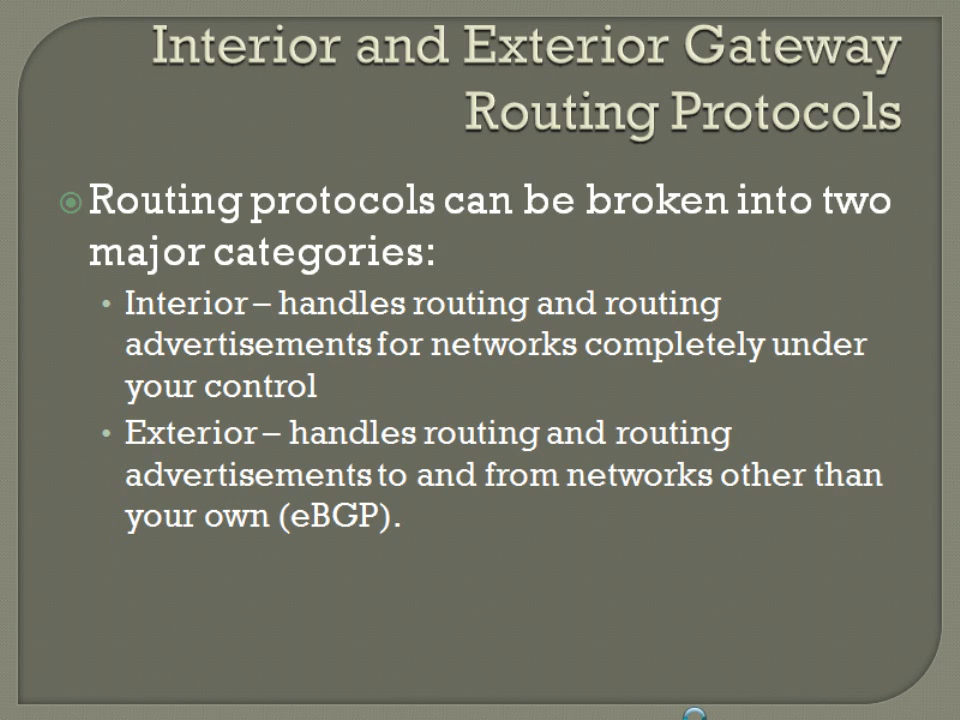 Interior and Exterior Gateway
Routing Protocols
Routing protocols can be broken into two
major categories:
• Interior – handles routing and routing
advertisements for networks completely under
your control
• Exterior – handles routing and routing
advertisements to and from networks other than
your own (eBGP).